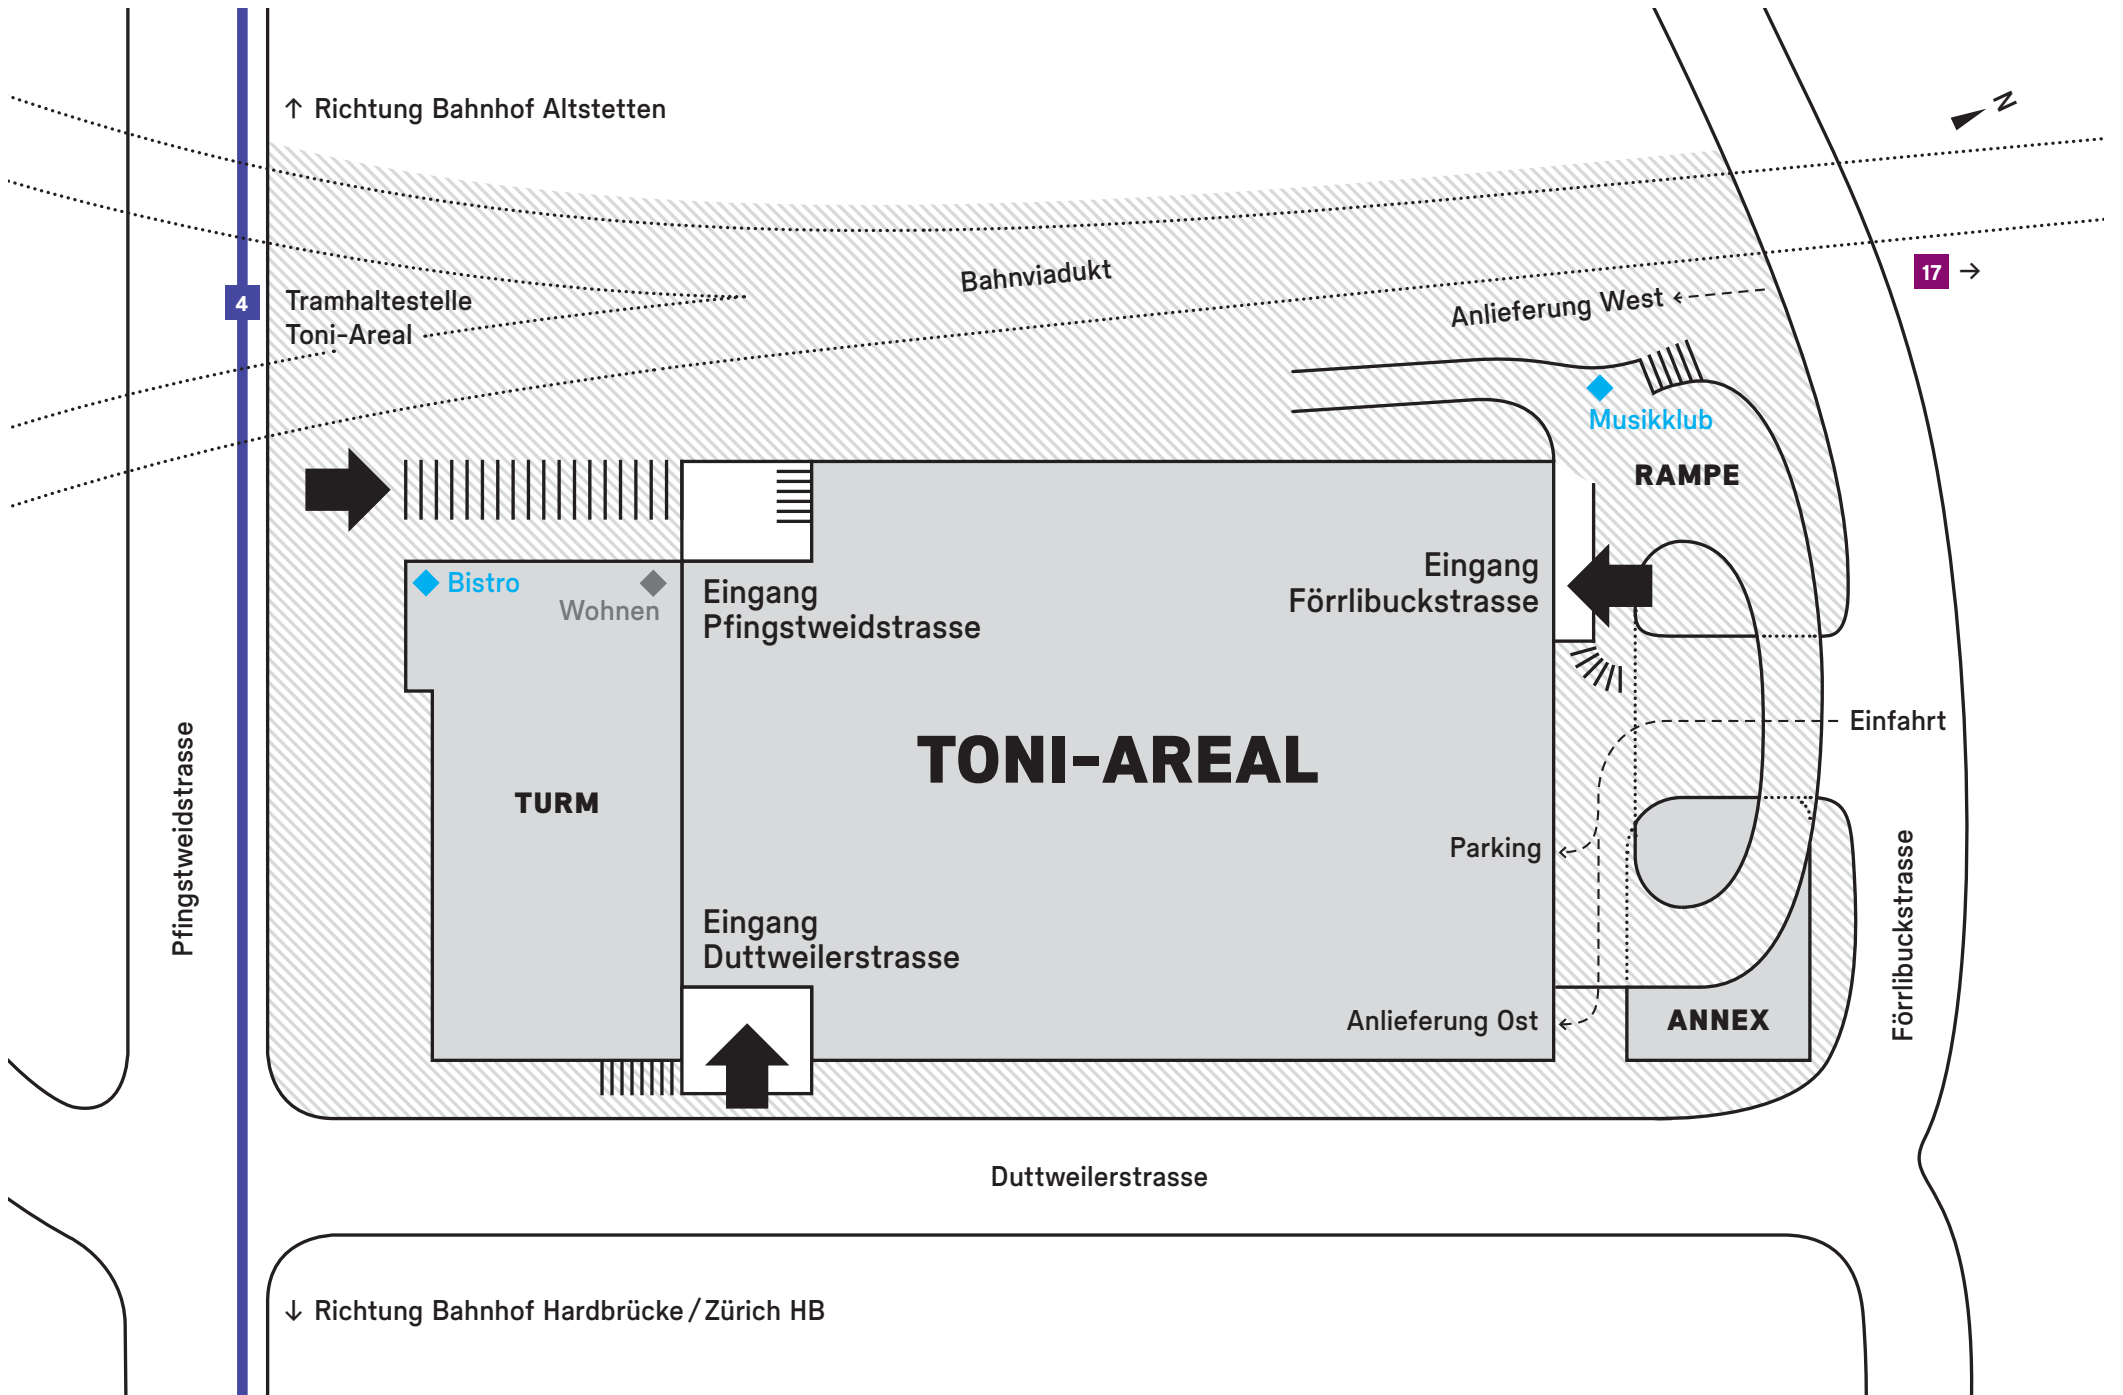 ↑ Richtung Bahnhof Altstetten
N
Bahnviadukt
17 →
4
Tramhaltestelle
Toni-Areal
Anlieferung West
Musikklub
RAMPE
Eingang
Förrlibuckstrasse
Bistro
Wohnen
Eingang
Pfingstweidstrasse
Einfahrt
TONI-AREAL
TURM
Pfingstweidstrasse
Parking
Förrlibuckstrasse
Eingang
Duttweilerstrasse
Anlieferung Ost
ANNEX
Duttweilerstrasse
↓ Richtung Bahnhof Hardbrücke / Zürich HB